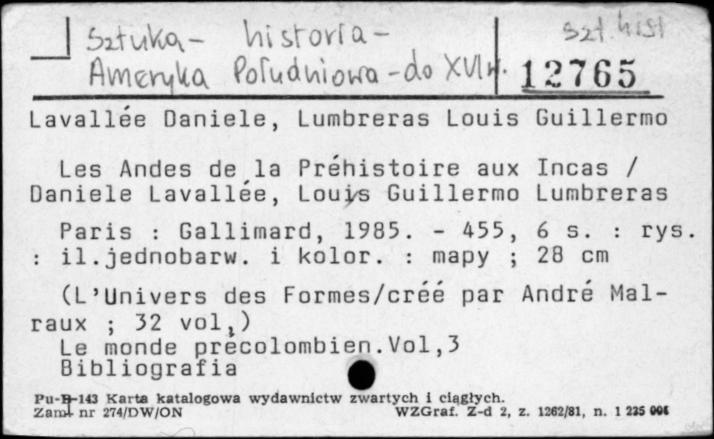 Sztuka - historia -
szt. hist
Ameryka Południowa - do XVI w.
12765
Lavallée Daniele, Lumbreras Louis Guillermo
Les Andes de la Préhistoire aux Incas /
Daniele Lavallée, Louis Guillermo Lumbreras
Paris : Gallimard, 1985. - 455, 6 s. : rys.
: il.jednobarw. i kolor. : mapy ; 28 cm
(L'Univers des Formes/créé par André Mal-
raux ; 32 vol,)
Le monde précolombien.Vol,3
Bibliografia
Pu-B-143 Karta katalogowa wydawnictw zwartych i ciągłych.
Zam. nr 274/DW/ON
WZGraf. Z-d 2, z. 1262/81, n. 1 225 000